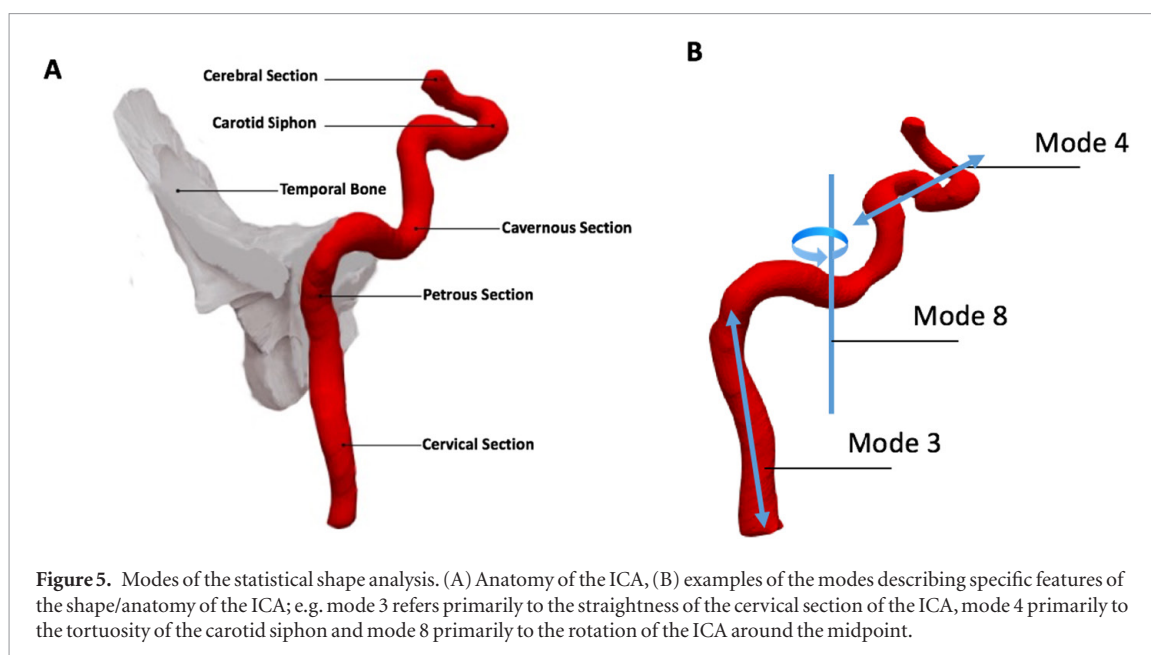 A
Cerebral Section
Carotid Siphon
Temporal Bone
Cavernous Section
Petrous Section
Cervical Section
B
Mode 4
Mode 8
Mode 3
Figure 5. Modes of the statistical shape analysis. (A) Anatomy of the ICA, (B) examples of the modes describing specific features of
the shape/anatomy of the ICA; e.g. mode 3 refers primarily to the straightness of the cervical section of the ICA, mode 4 primarily to
the tortuosity of the carotid siphon and mode 8 primarily to the rotation of the ICA around the midpoint.